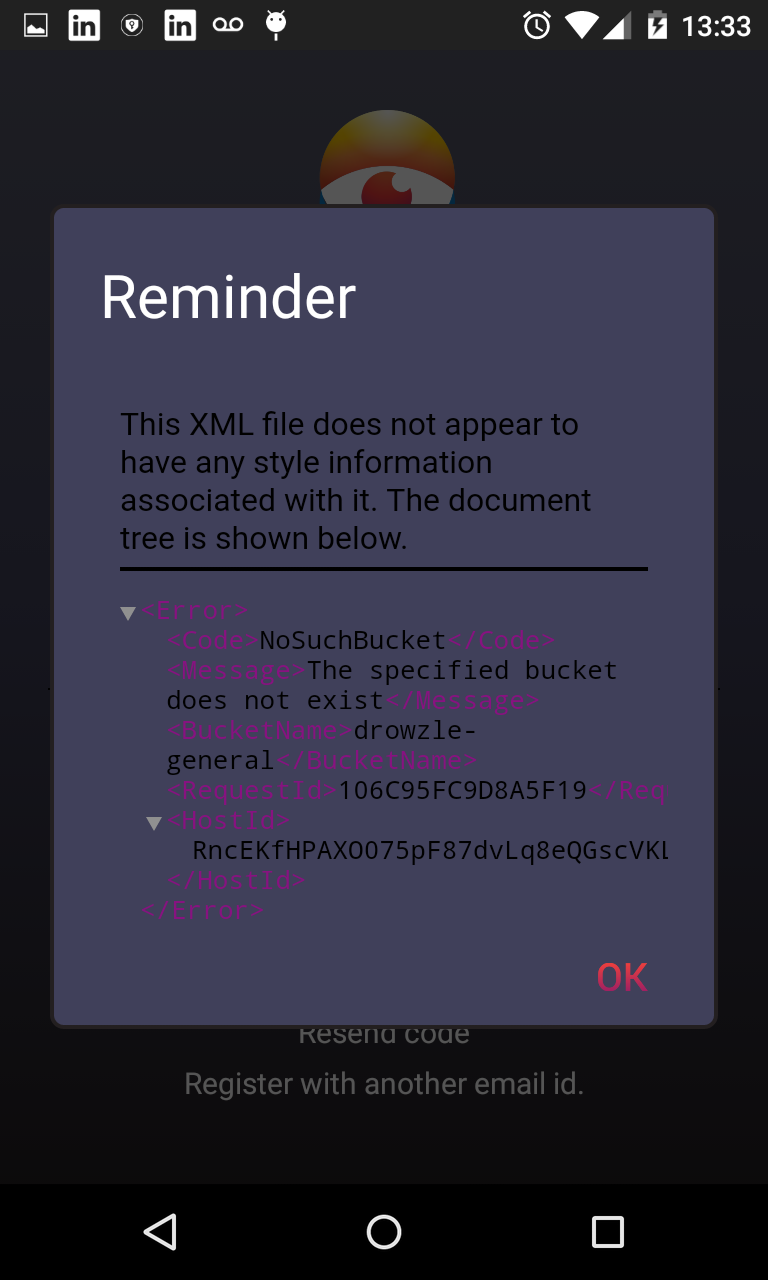 13:33
Reminder
This XML file does not appear to
have any style information
associated with it. The document
tree is shown below.
<Error>
<Code>NoSuchBucket</Code>
<Message>The specified bucket
does not exist</Message>
<BucketName>drowzle-
general</BucketName>
<RequestId>106C95FC9D8A5F19</Req
<HostId>
RncEKfHPAXO075pF87dvLq8eQGscVKL
</HostId>
</Error>
OK
Resend code
Register with another email id.